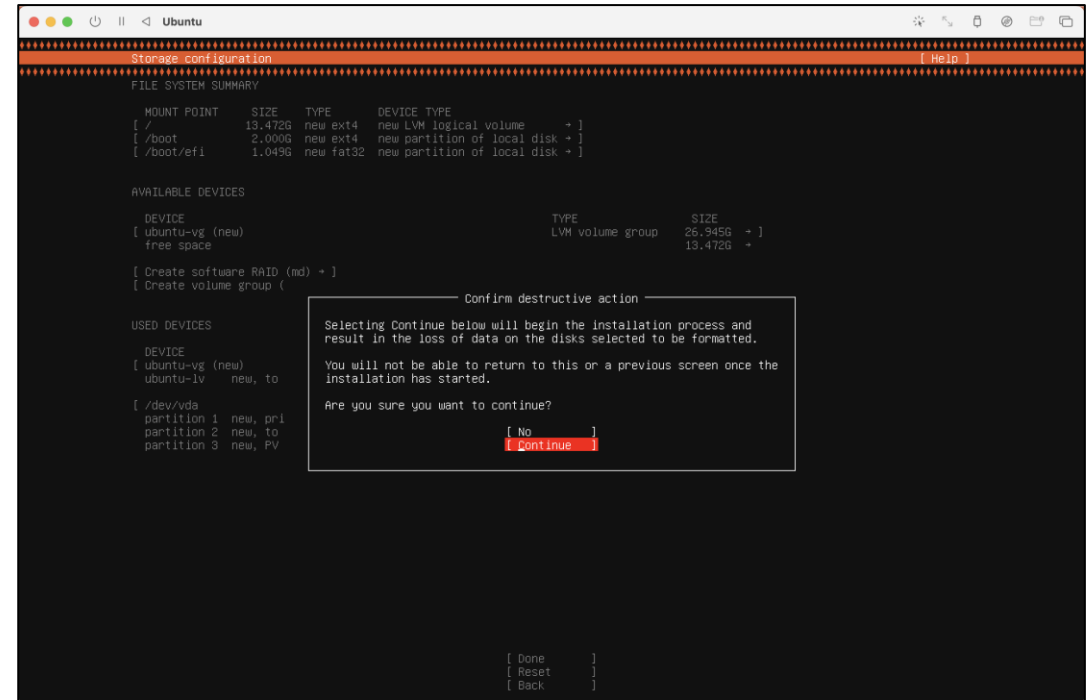 Ubuntu
Storage configuration [ Help ]
FILE SYSTEM SUMMARY
MOUNT POINT SIZE TYPE DEVICE TYPE
[ / 13.472G new ext4 new LVM logical volume → ]
[ /boot 2.000G new ext4 new partition of local disk → ]
[ /boot/efi 1.049G new fat32 new partition of local disk → ]
AVAILABLE DEVICES
DEVICE TYPE SIZE
[ ubuntu-vg (new) LVM volume group 26.945G → ]
free space 13.472G →
[ Create software RAID (md) → ]
[ Create volume group (
Confirm destructive action
USED DEVICES
Selecting Continue below will begin the installation process and
result in the loss of data on the disks selected to be formatted.
DEVICE
[ ubuntu-vg (new)
ubuntu-lv new, to
You will not be able to return to this or a previous screen once the
installation has started.
[ /dev/vda
Are you sure you want to continue?
partition 1 new, pri
partition 2 new, to
partition 3 new, PV
[ No ]
[ Continue ]
[ Done ]
[ Reset ]
[ Back ]